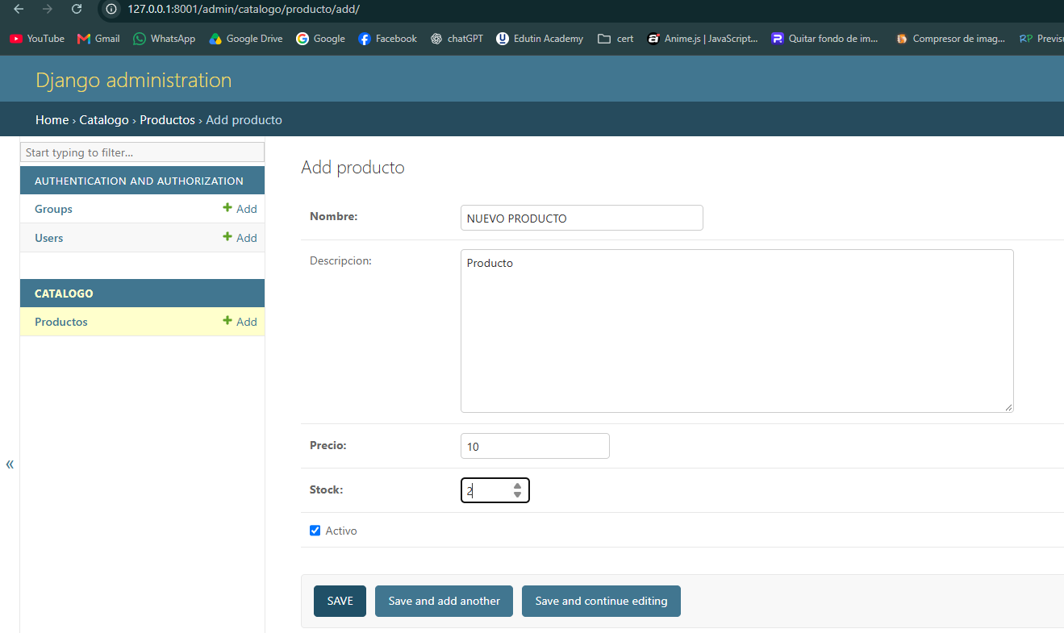 127.0.0.1:8001/admin/catalogo/producto/add/
YouTube Gmail WhatsApp Google Drive Google Facebook chatGPT Edutin Academy cert Anime.js | JavaScript... Quitar fondo de im... Compresor de imag... Previs
Django administration
Home › Catalogo › Productos › Add producto
Start typing to filter...
AUTHENTICATION AND AUTHORIZATION
Groups + Add
Users + Add
CATALOGO
Productos + Add
«
Add producto
Nombre: NUEVO PRODUCTO
Descripcion: Producto
Precio: 10
Stock: 2
Activo
SAVE Save and add another Save and continue editing